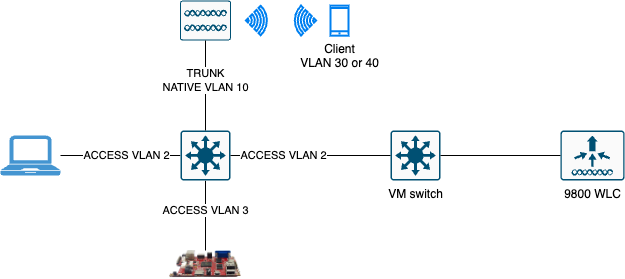 Client
VLAN 30 or 40
TRUNK
NATIVE VLAN 10
ACCESS VLAN 2
ACCESS VLAN 2
VM switch
9800 WLC
ACCESS VLAN 3